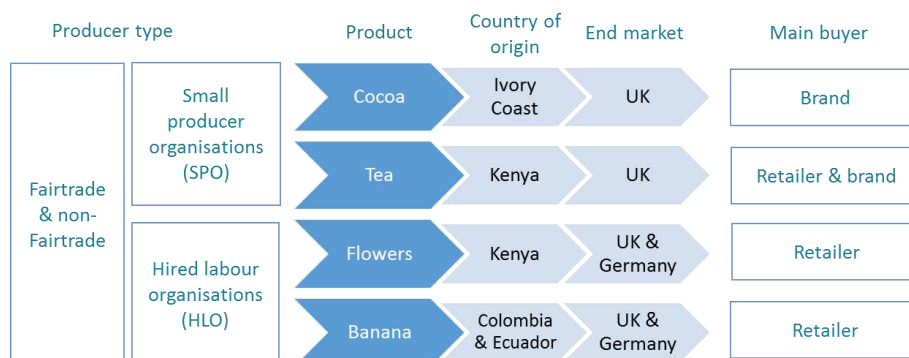 Producer type
Product
Country of
origin
End market
Main buyer
Fairtrade
& non-
Fairtrade
Small
producer
organisations
(SPO)
Hired labour
organisations
(HLO)
Cocoa
Ivory
Coast
UK
Brand
Tea
Kenya
UK
Retailer & brand
Flowers
Kenya
UK &
Germany
Retailer
Banana
Colombia
& Ecuador
UK &
Germany
Retailer